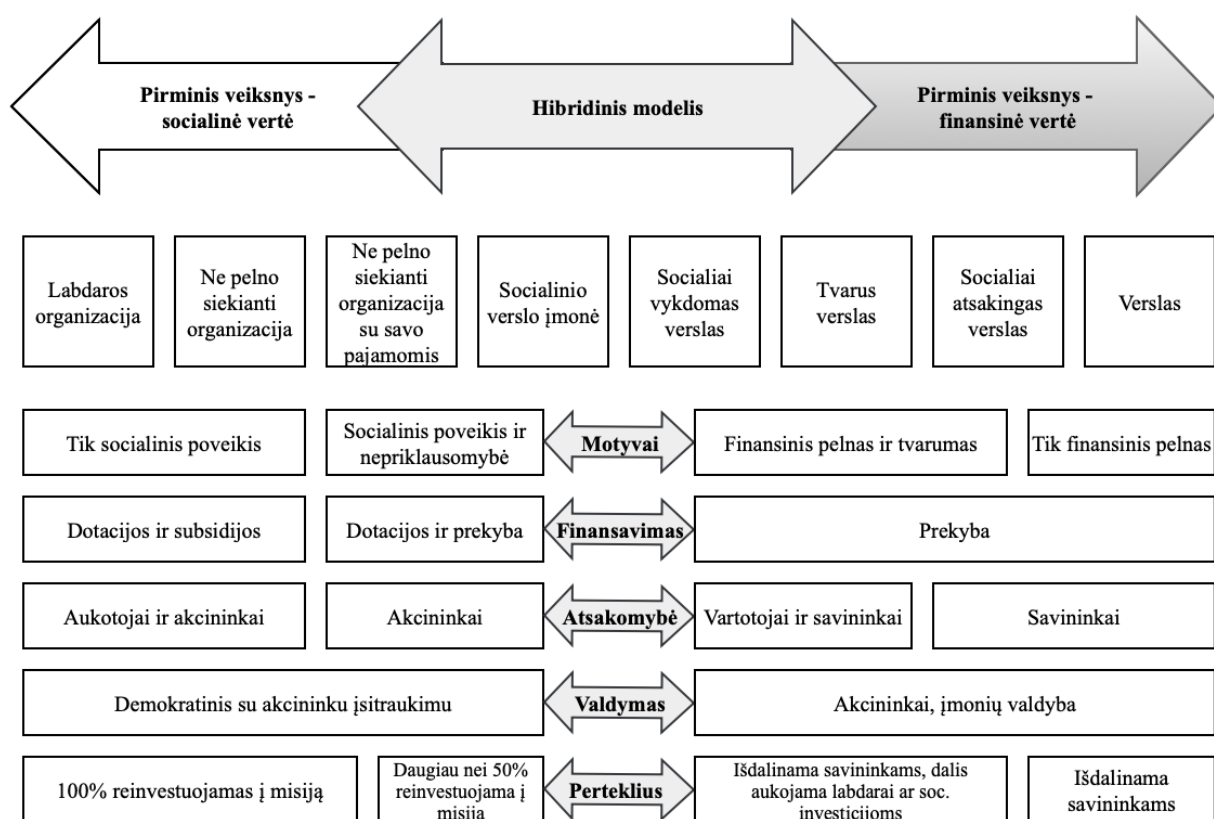 Pirminis veiksnys -
socialinė vertė
Hibridinis modelis
Pirminis veiksnys -
finansinė vertė
Labdaros
organizacija
Ne pelno
siekianti
organizacija
Ne pelno
siekianti
organizacija
su savo
pajamomis
Socialinio
verslo įmonė
Socialiai
vykdomas
verslas
Tvarus
verslas
Socialiai
atsakingas
verslas
Verslas
Tik socialinis poveikis
Socialinis poveikis ir
nepriklausomybė
Motyvai
Finansinis pelnas ir tvarumas
Tik finansinis pelnas
Dotacijos ir subsidijos
Dotacijos ir prekyba
Finansavimas
Prekyba
Aukotojai ir akcininkai
Akcininkai
Atsakomybė
Vartotojai ir savininkai
Savininkai
Demokratinis su akcininku įsitraukimu
Valdymas
Akcininkai, įmonių valdyba
100% reinvestuojamas į misiją
Daugiau nei 50%
reinvestuojama į
misiją
Perteklius
Išdalinama savininkams, dalis
aukojama labdarai ar soc.
investicijoms
Išdalinama
savininkams